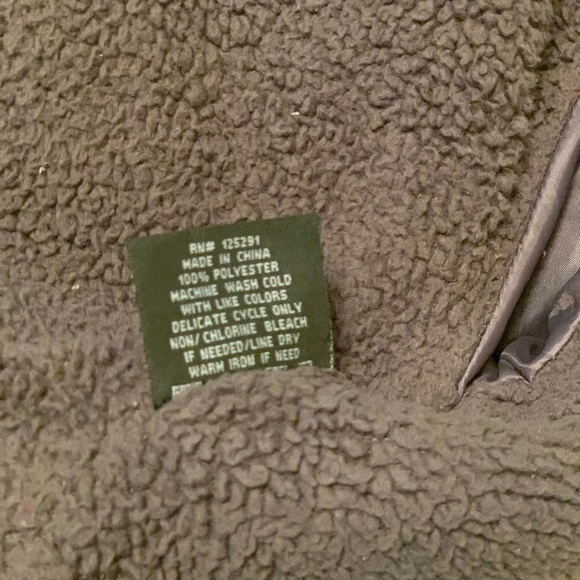 RN# 125291
MADE IN CHINA
100% POLYESTER
MACHINE WASH COLD
WITH LIKE COLORS
DELICATE CYCLE ONLY
NON/CHLORINE BLEACH
IF NEEDED/LINE DRY
WARM IRON IF NEED